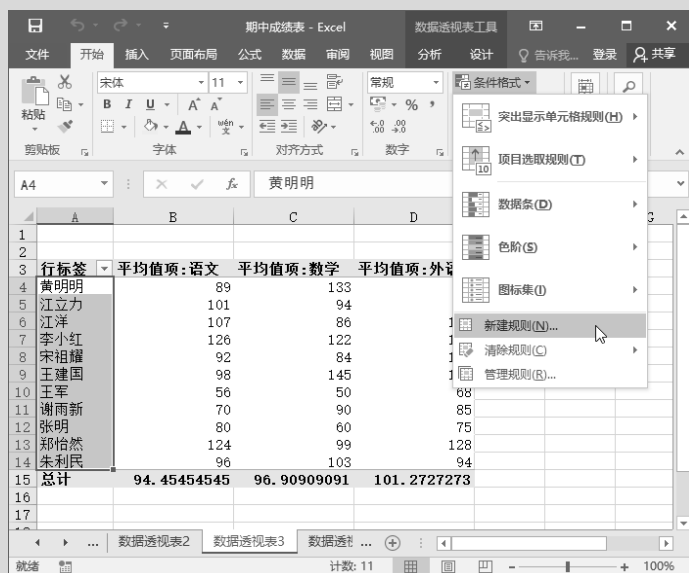 期中成绩表 - Excel 数据透视表工具
文件 开始 插入 页面布局 公式 数据 审阅 视图 分析 设计 告诉我... 登录 共享
宋体 11 常规 条件格式
粘贴 B I U A A wén 文 % ,
剪贴板 字体 对齐方式 数字
突出显示单元格规则(H)
项目选取规则(T)
数据条(D)
色阶(S)
图标集(I)
新建规则(N)...
清除规则(C)
管理规则(R)...
A4 fx 黄明明
A B C D G
1
2
3 行标签 平均值项:语文 平均值项:数学 平均值项:外语
4 黄明明 89 133
5 江立力 101 94
6 江洋 107 86
7 李小红 126 122
8 宋祖耀 92 84
9 王建国 98 145
10 王军 56 50 68
11 谢雨新 70 90 85
12 张明 80 60 75
13 郑怡然 124 99 128
14 朱利民 96 103 94
15 总计 94.45454545 96.90909091 101.2727273
16
17
... 数据透视表2 数据透视表3 数据透视 ...
就绪 计数: 11 100%